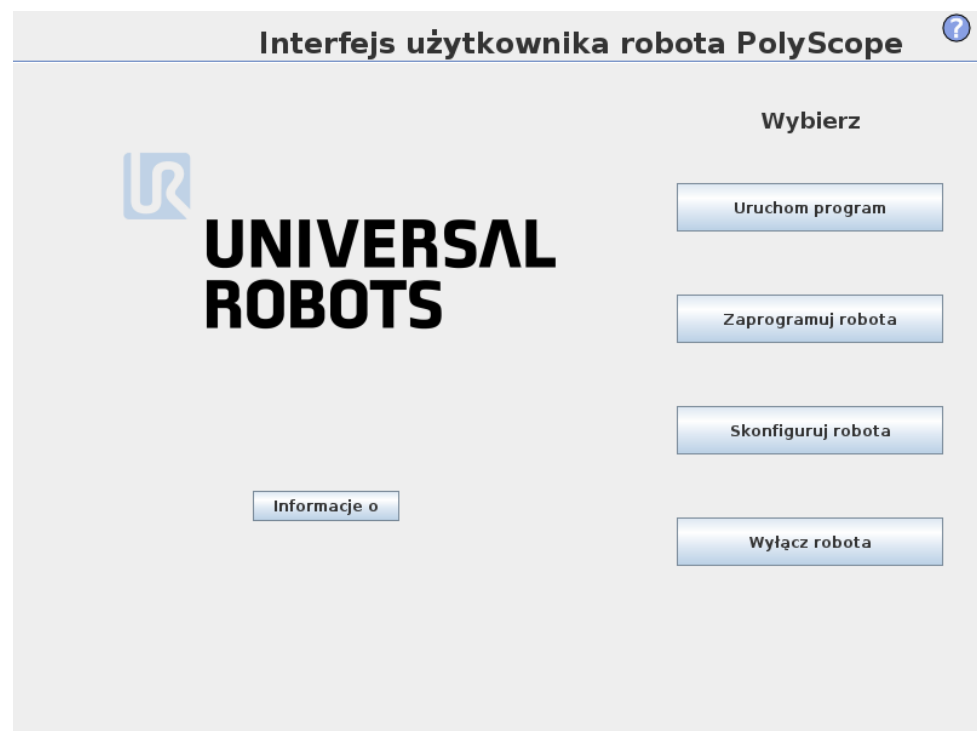 Interfejs użytkownika robota PolyScope
?
Wybierz
UR
UNIVERSAL
ROBOTS
Uruchom program
Zaprogramuj robota
Skonfiguruj robota
Informacje o
Wyłącz robota